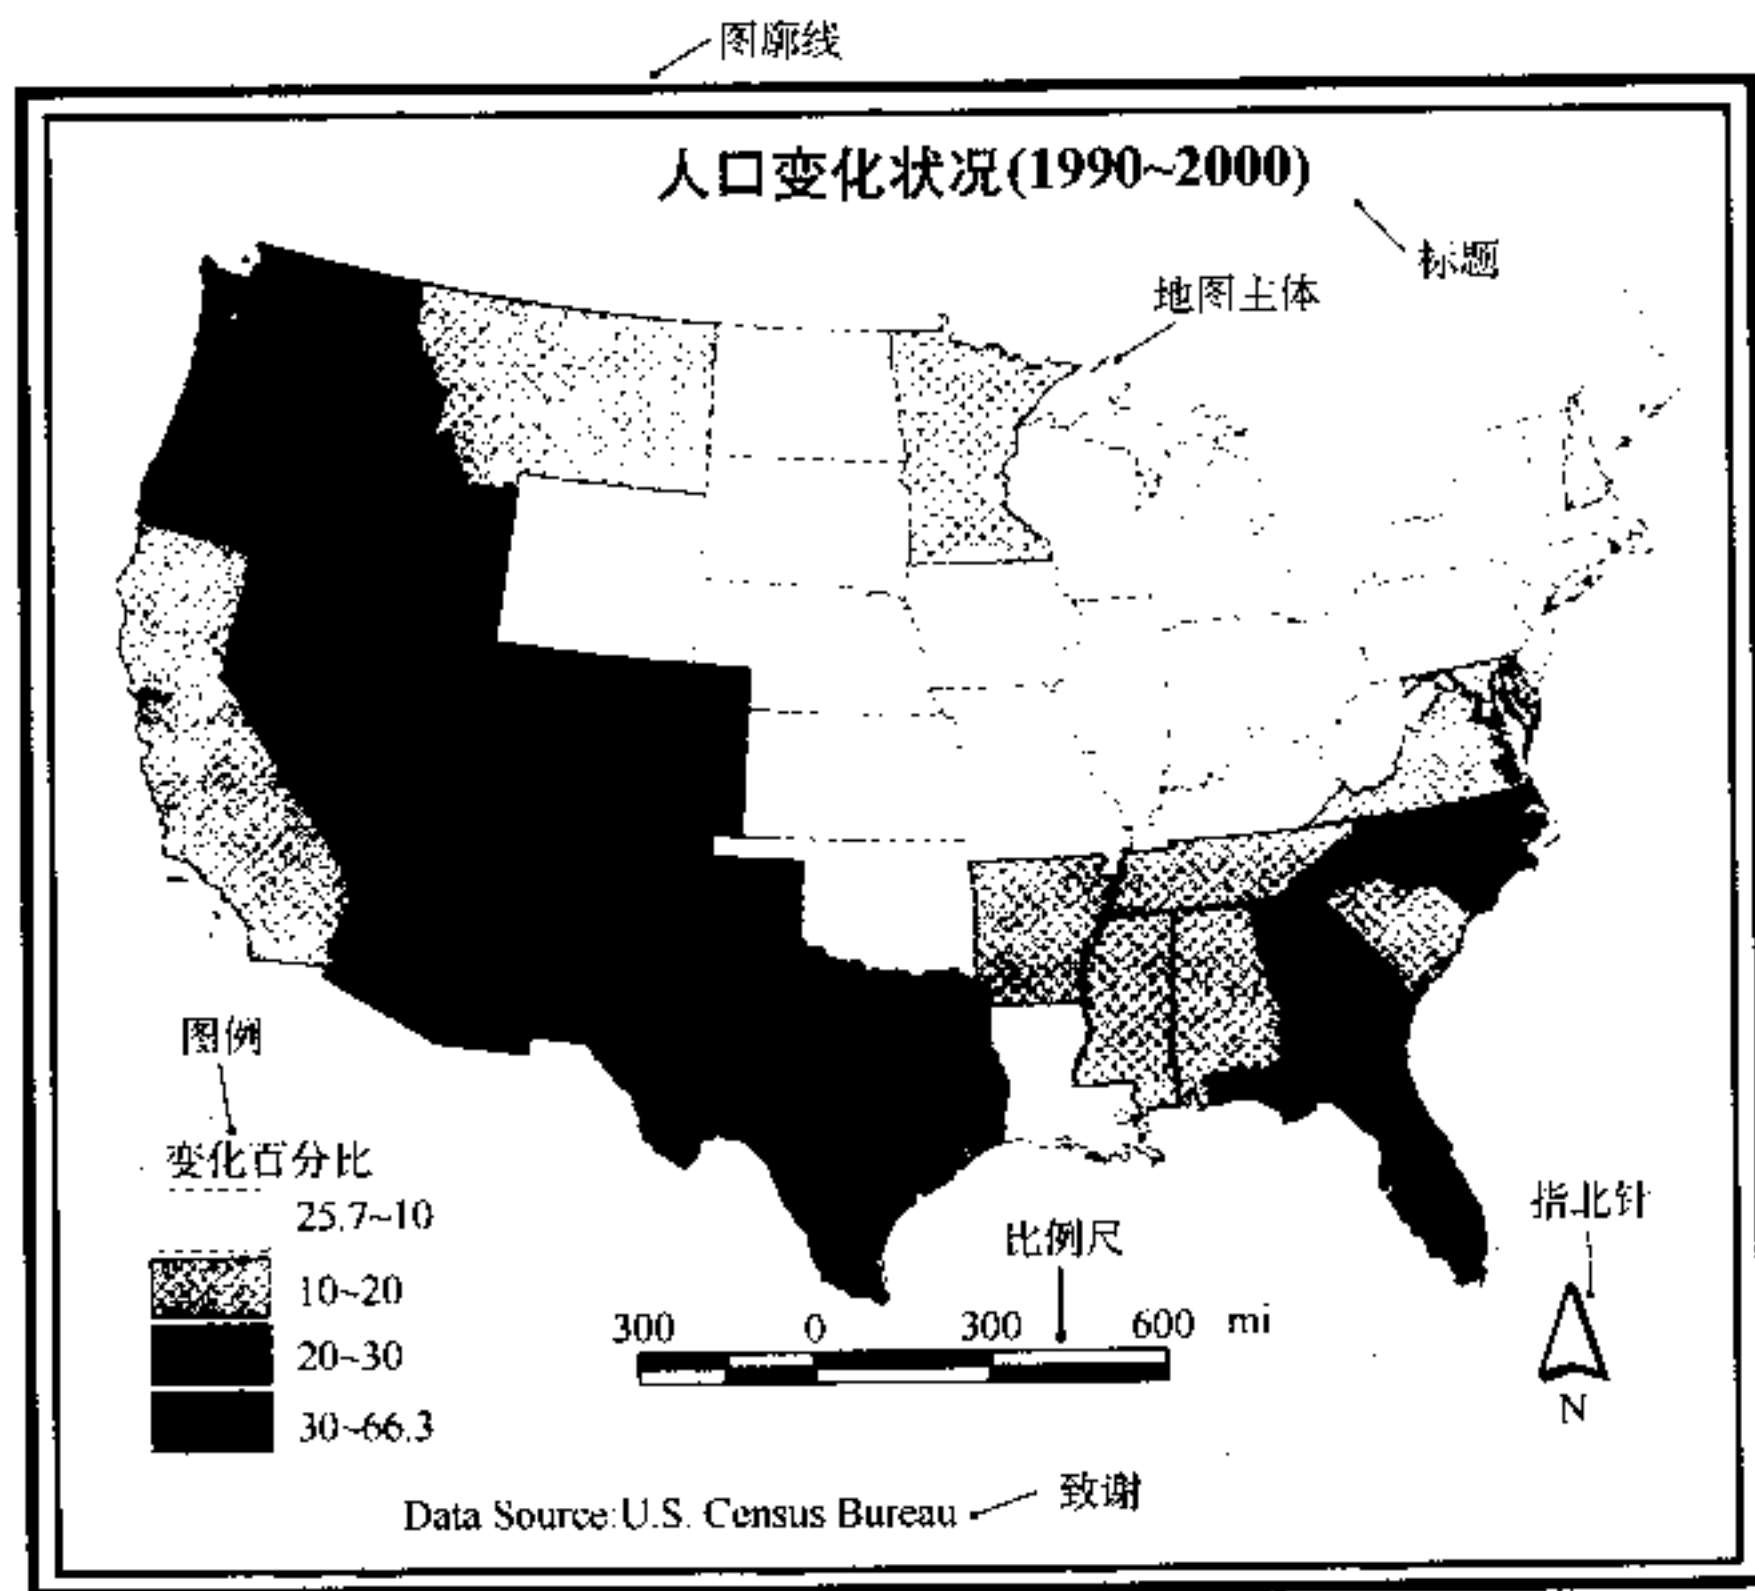 图廓线
人口变化状况(1990~2000)
标题
地图主体
图例
变化百分比
25.7~10
10~20
20~30
30~66.3
比例尺
300 0 300 600 mi
指北针
N
Data Source:U.S. Census Bureau
致谢